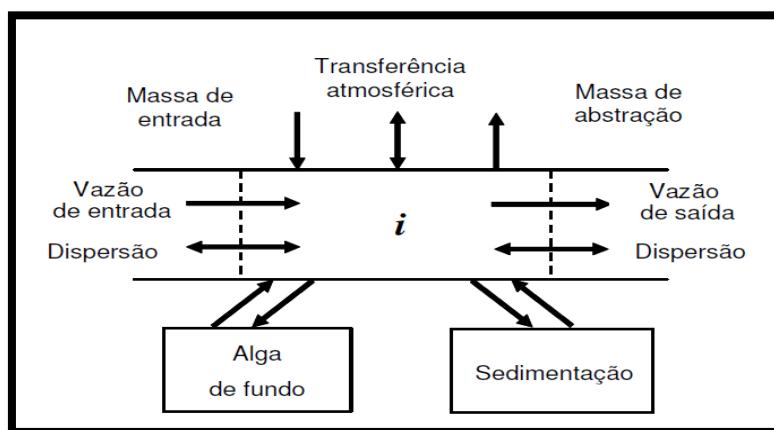 Transferência
atmosférica
Massa de
entrada
Massa de
abstração
Vazão
de entrada
Vazão
de saída
i
Dispersão
Dispersão
Alga
de fundo
Sedimentação